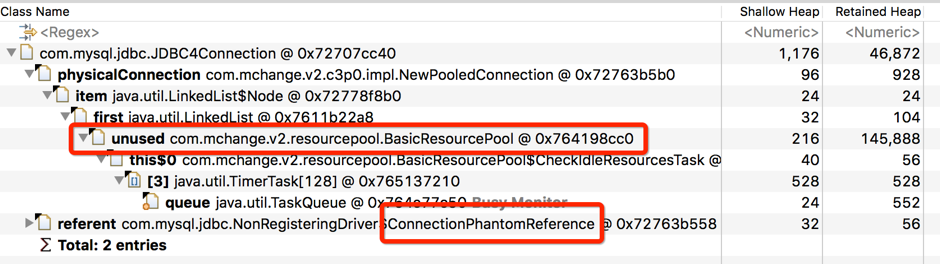 Class Name Shallow Heap Retained Heap
<Regex> <Numeric> <Numeric>
com.mysql.jdbc.JDBC4Connection @ 0x72707cc40 1,176 46,872
physicalConnection com.mchange.v2.c3p0.impl.NewPooledConnection @ 0x72763b5b0 96 928
item java.util.LinkedList$Node @ 0x72778f8b0 24 24
first java.util.LinkedList @ 0x7611b22a8 32 104
unused com.mchange.v2.resourcepool.BasicResourcePool @ 0x764198cc0 216 145,888
this$0 com.mchange.v2.resourcepool.BasicResourcePool$CheckIdleResourcesTask @ 40 56
[3] java.util.TimerTask[128] @ 0x765137210 528 528
queue java.util.TaskQueue @ 0x764e77e50 Busy Monitor 24 552
referent com.mysql.jdbc.NonRegisteringDriver$ConnectionPhantomReference @ 0x72763b558 32 56
Σ Total: 2 entries